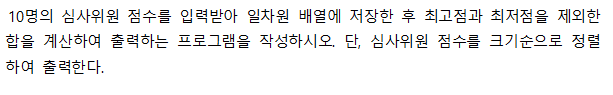 10명의 심사위원 점수를 입력받아 일차원 배열에 저장한 후 최고점과 최저점을 제외한
합을 계산하여 출력하는 프로그램을 작성하시오. 단, 심사위원 점수를 크기순으로 정렬
하여 출력한다.